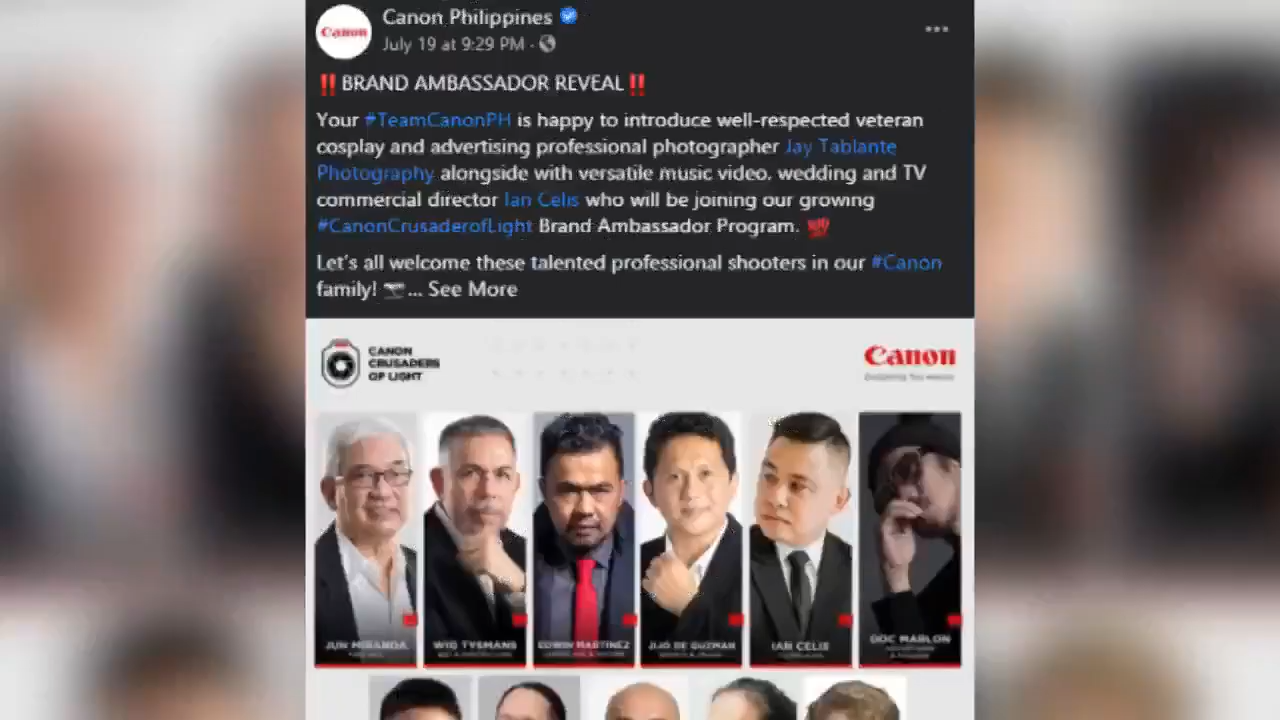 Canon
Canon Philippines
July 19 at 9:29 PM ·
‼BRAND AMBASSADOR REVEAL‼
Your #TeamCanonPH is happy to introduce well-respected veteran
cosplay and advertising professional photographer Jay Tablante
Photography alongside with versatile music video, wedding and TV
commercial director Ian Celis who will be joining our growing
#CanonCrusaderofLight Brand Ambassador Program. 💯
Let's all welcome these talented professional shooters in our #Canon
family! ... See More
CANON
CRUSADERS
OF LIGHT
Canon
JUN MIRANDA
WIG TYSMANS
EDWIN MARTINEZ
JIJO DE GUZMAN
IAN CELIS
DOC MARLON